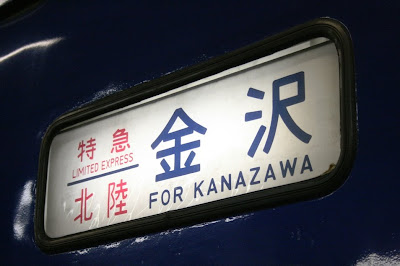 特急
LIMITED EXPRESS
北陸
金沢
FOR KANAZAWA